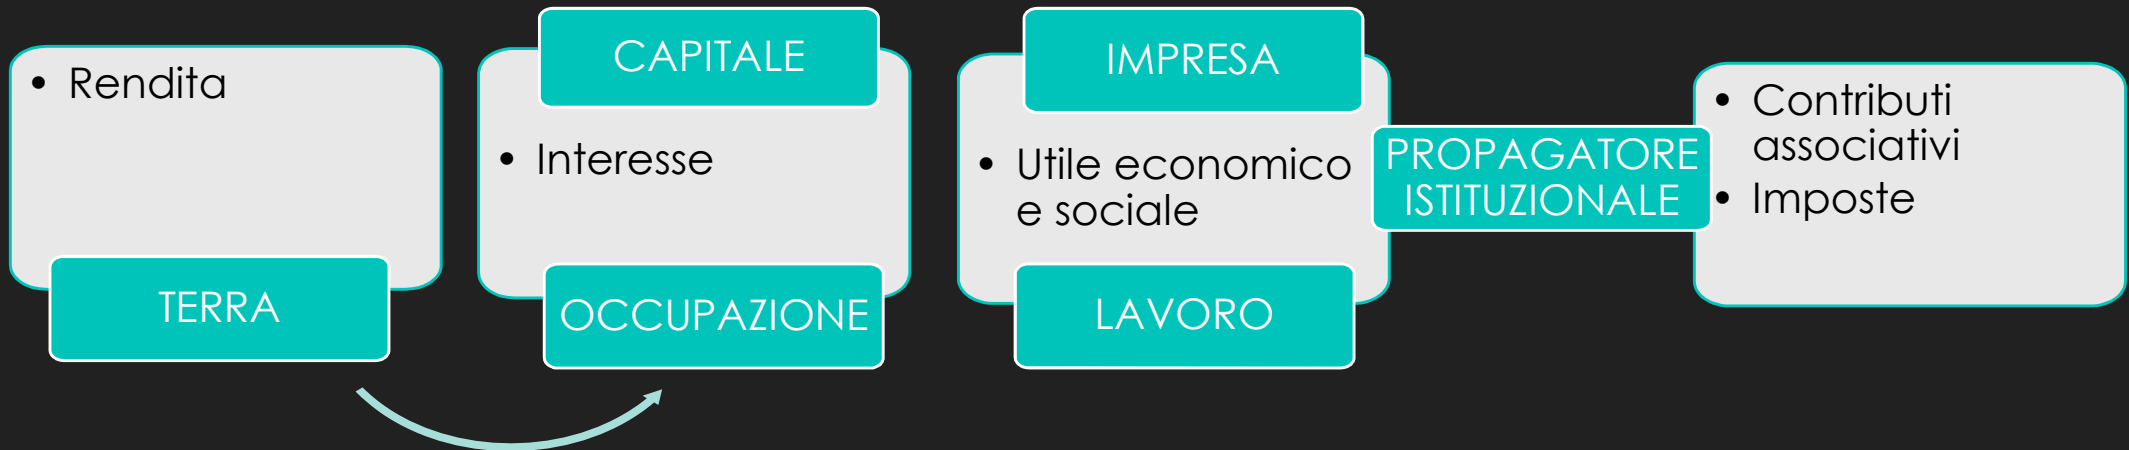 • Rendita
TERRA
CAPITALE
• Interesse
OCCUPAZIONE
IMPRESA
• Utile economico
e sociale
LAVORO
PROPAGATORE
ISTITUZIONALE
• Contributi
associativi
• Imposte